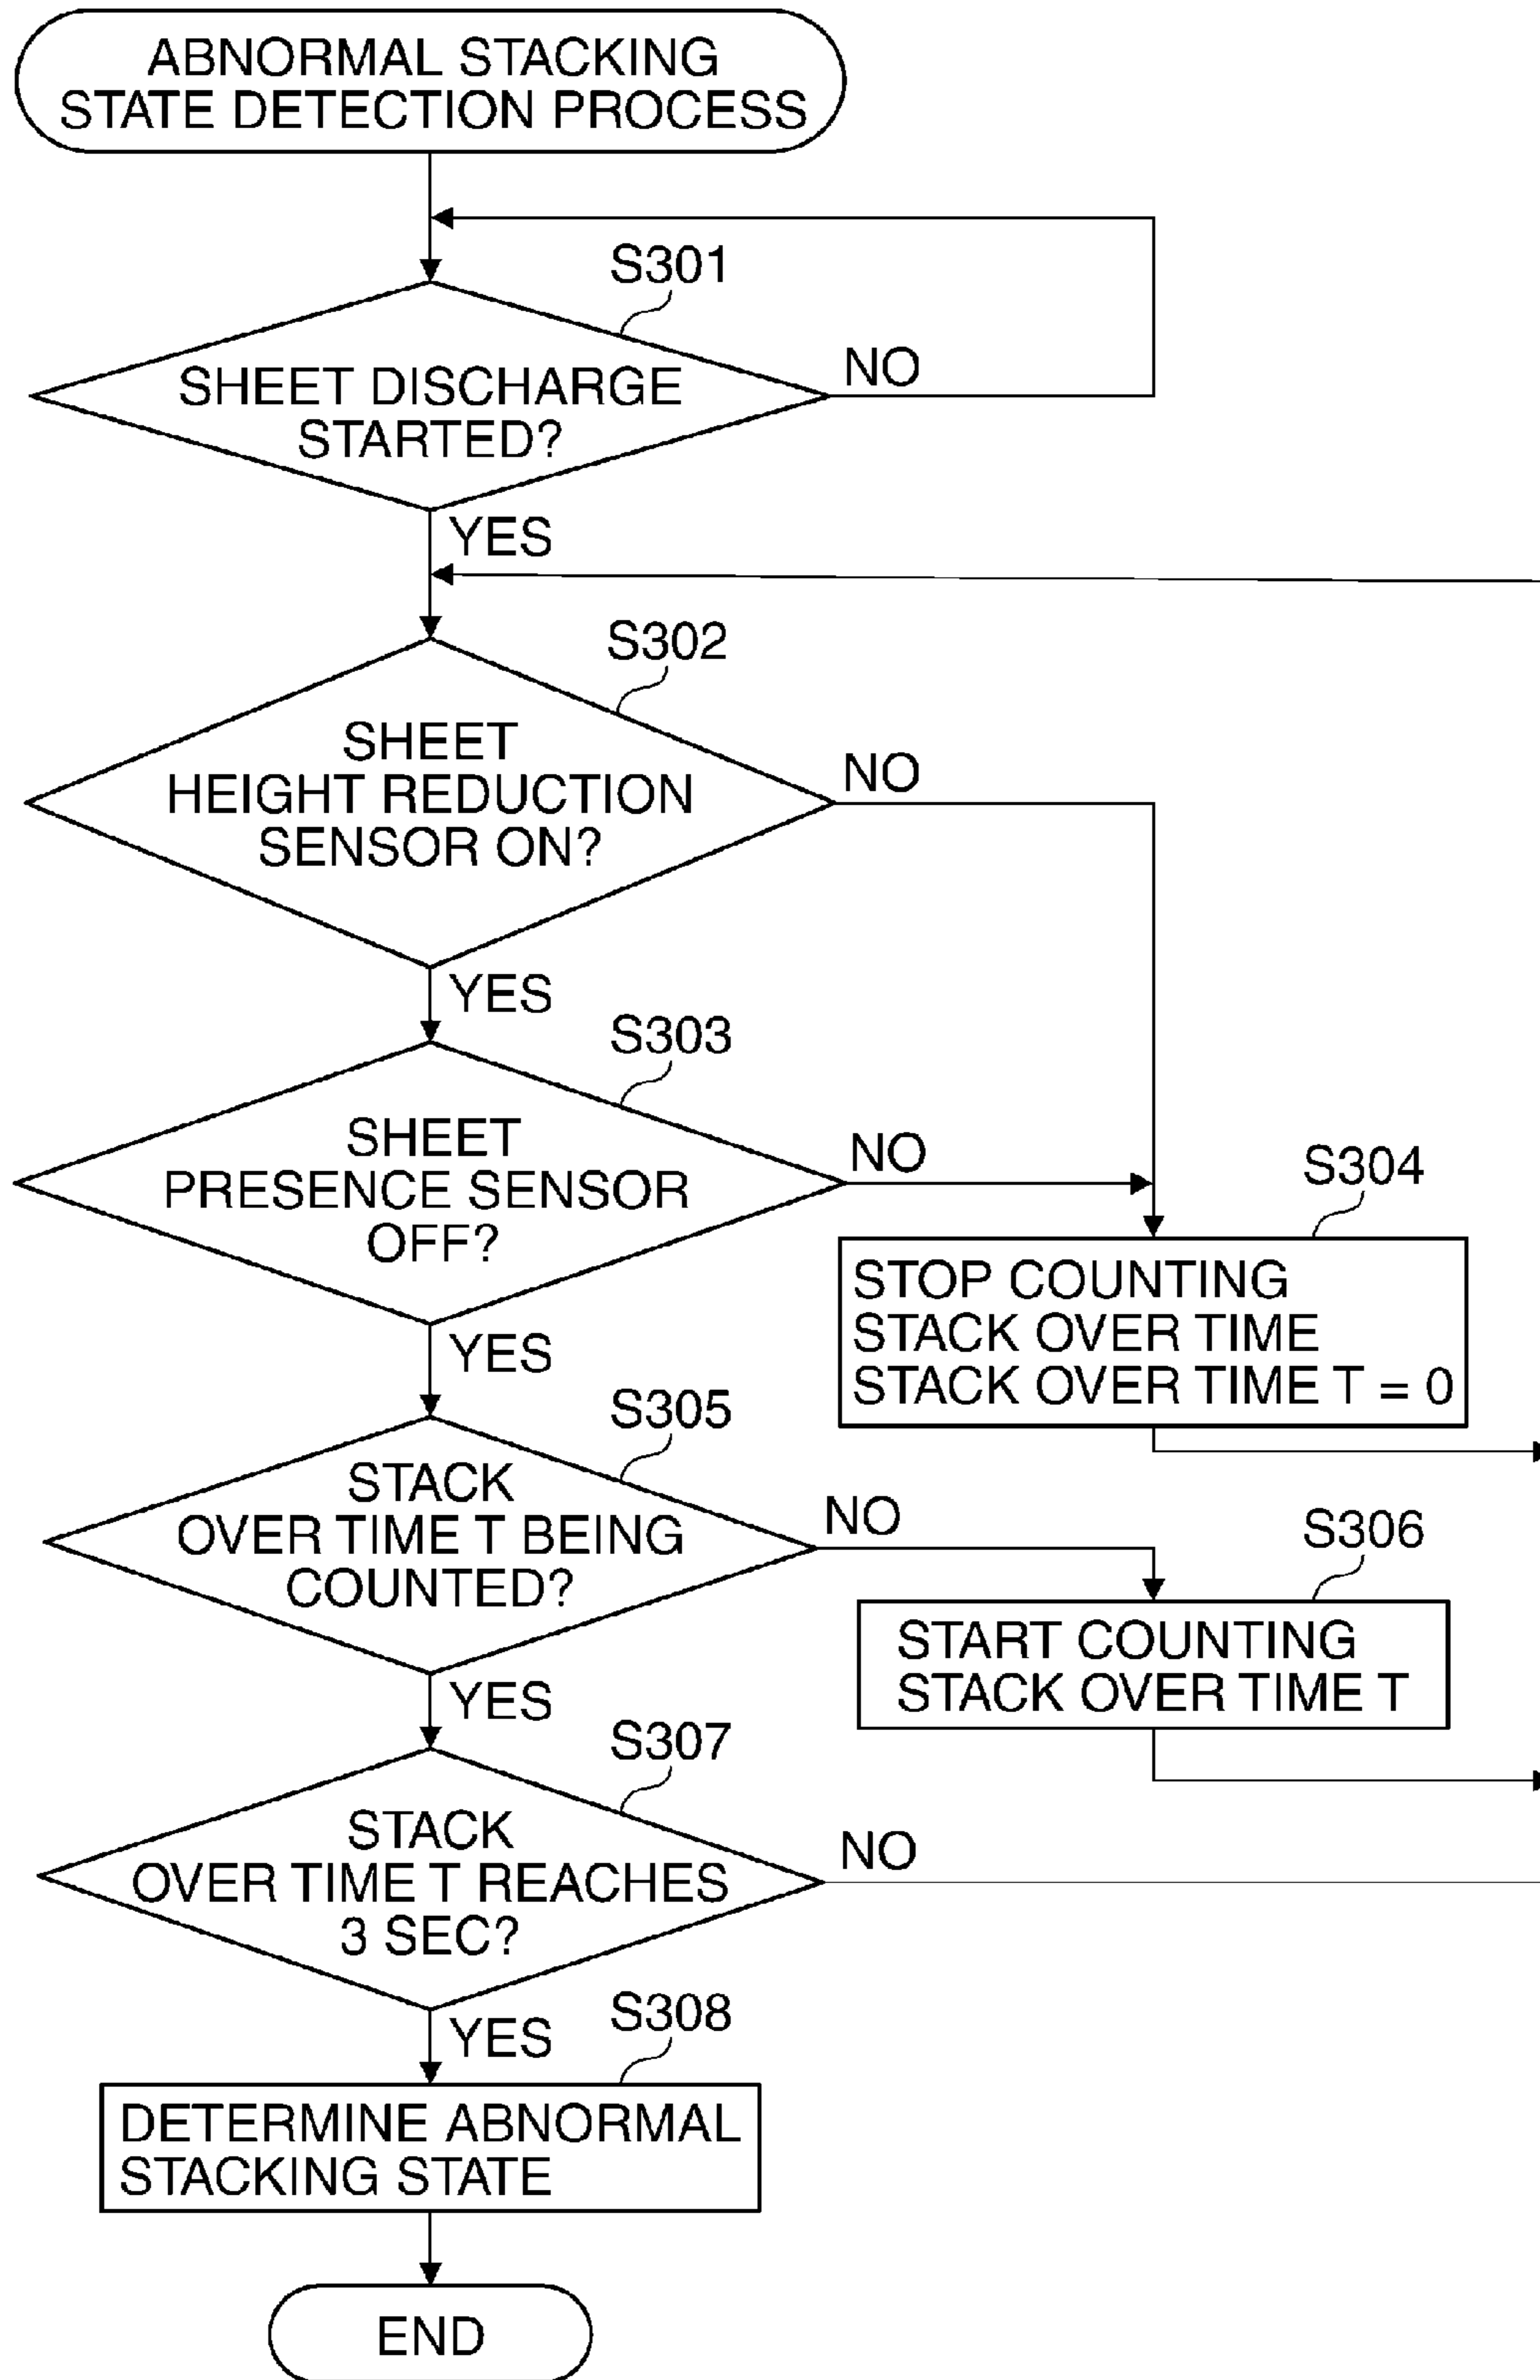 ABNORMAL STACKING
STATE DETECTION PROCESS
S301
SHEET DISCHARGE
STARTED?
NO
YES
S302
SHEET
HEIGHT REDUCTION
SENSOR ON?
NO
YES
S303
SHEET
PRESENCE SENSOR
OFF?
NO
YES
S304
STOP COUNTING
STACK OVER TIME
STACK OVER TIME T = 0
S305
STACK
OVER TIME T BEING
COUNTED?
NO
YES
S306
START COUNTING
STACK OVER TIME T
S307
STACK
OVER TIME T REACHES
3 SEC?
NO
YES
S308
DETERMINE ABNORMAL
STACKING STATE
END